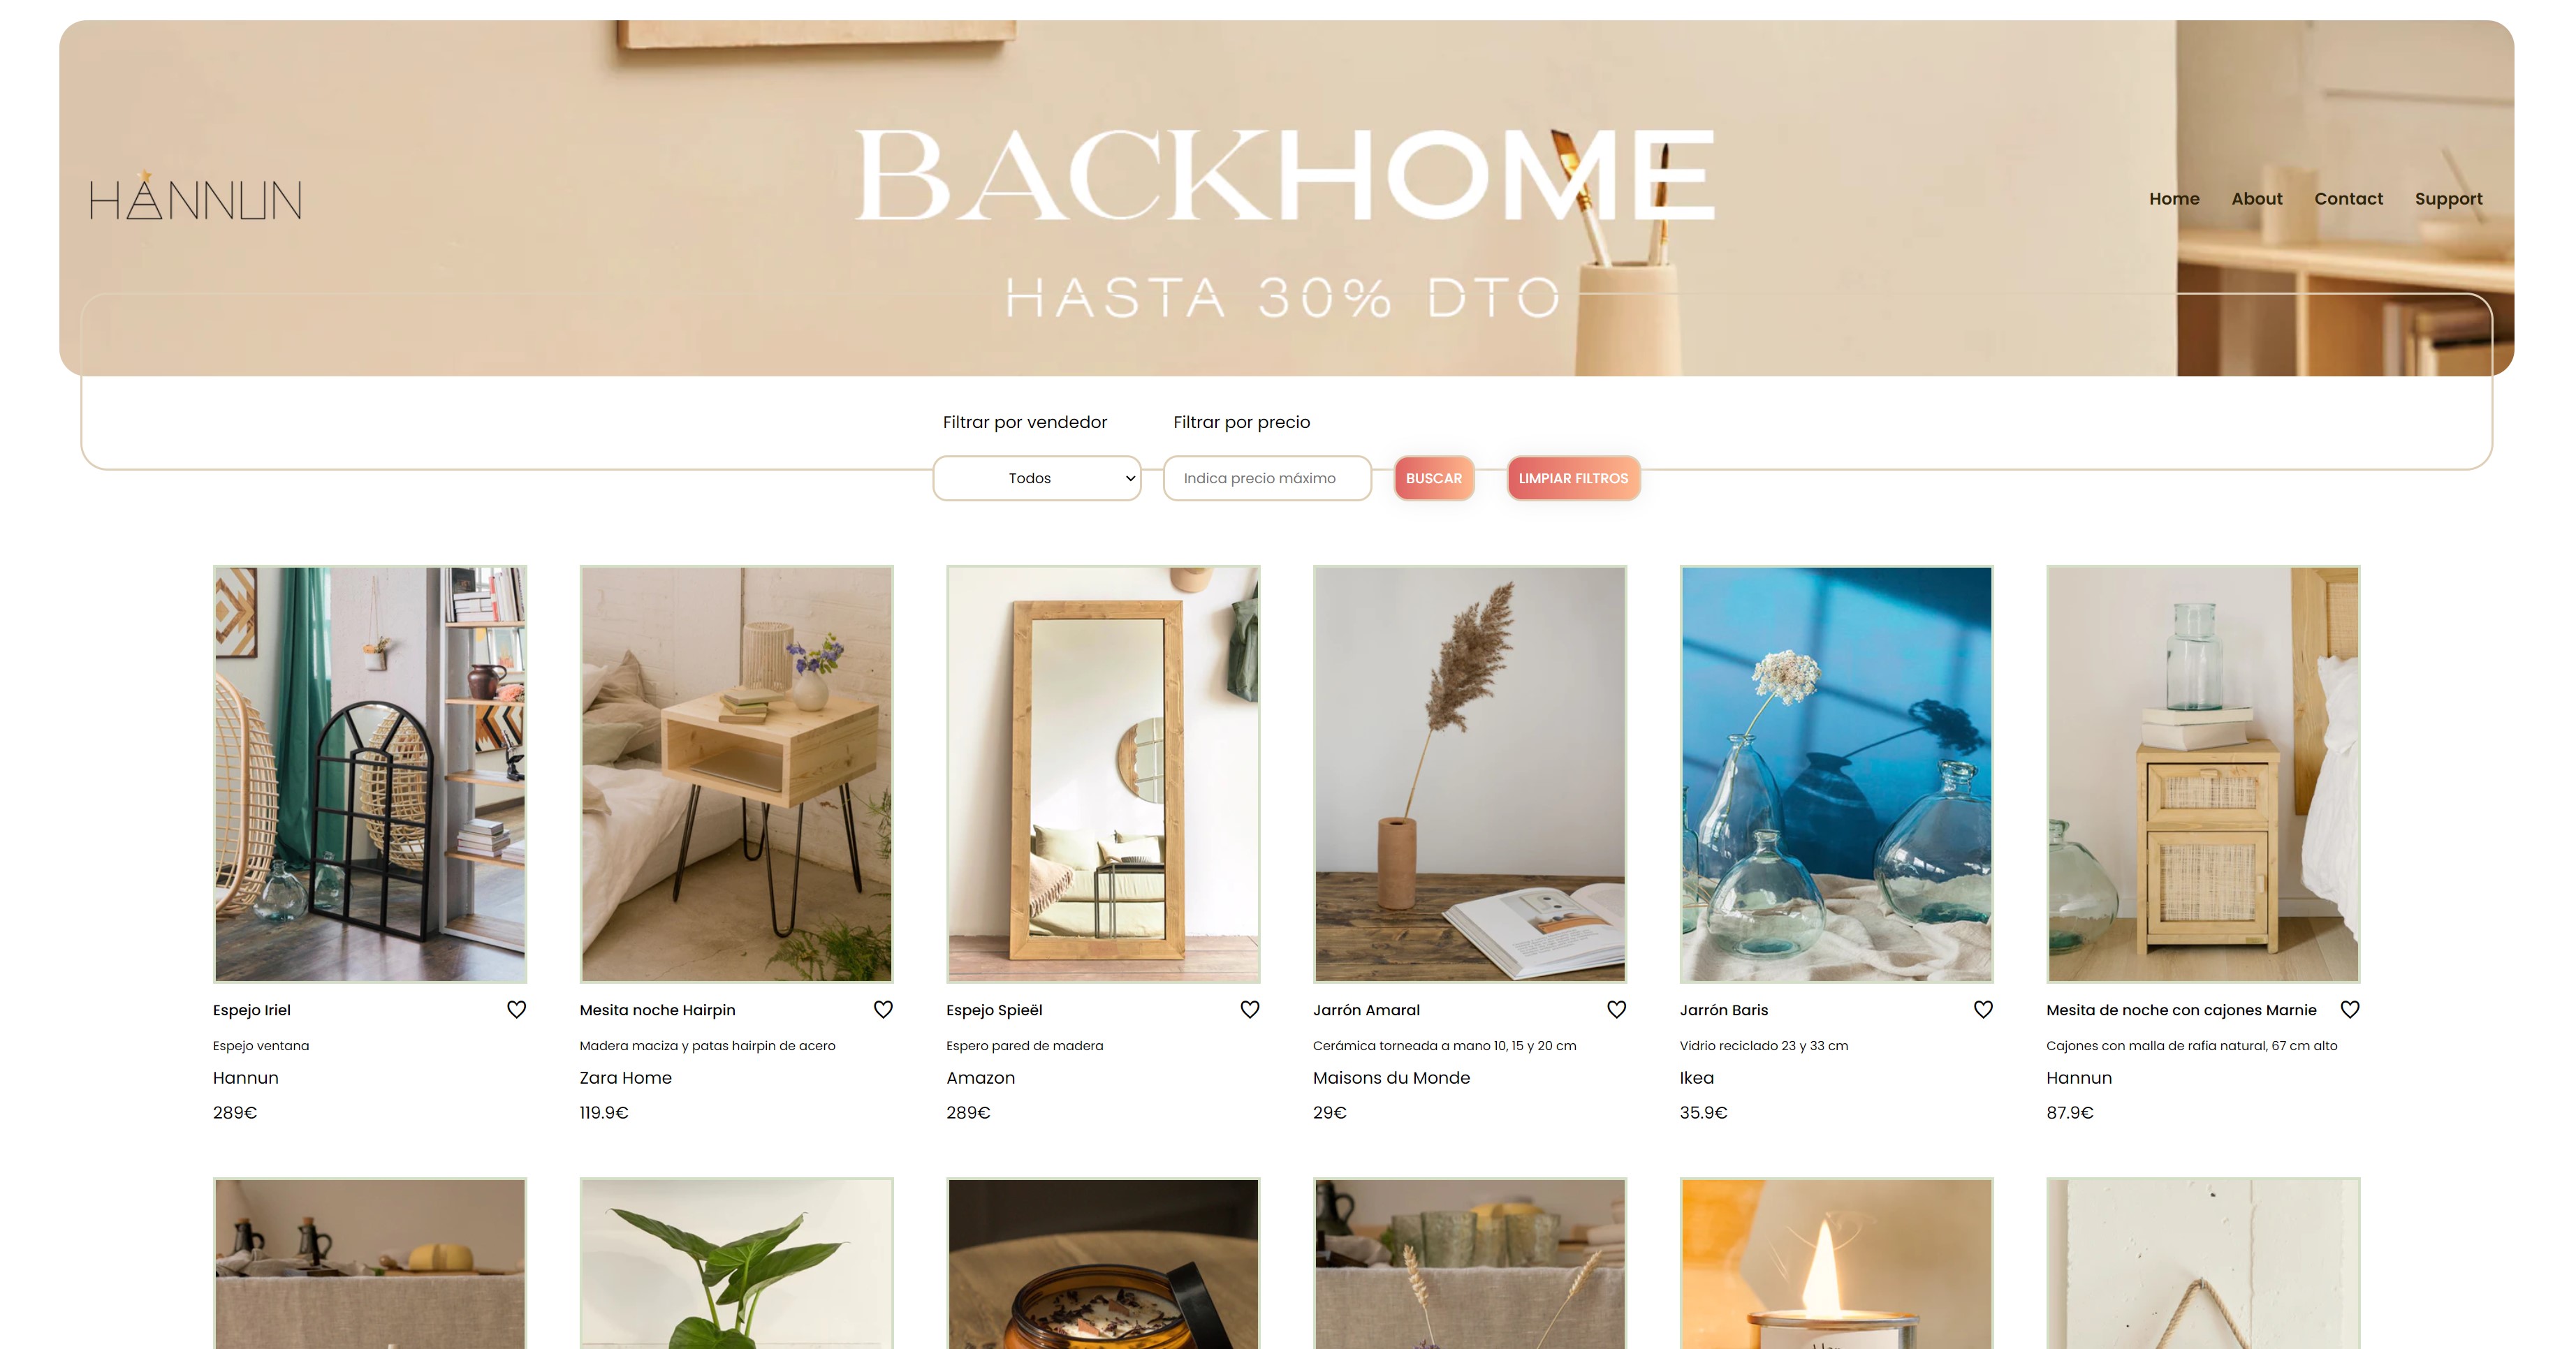 HANNUN
BACKHOME
HASTA 30% DTO
Home About Contact Support
Filtrar por vendedor Filtrar por precio
Todos Indica precio máximo BUSCAR LIMPIAR FILTROS
Espejo Iriel
Espejo ventana
Hannun
289€
Mesita noche Hairpin
Madera maciza y patas hairpin de acero
Zara Home
119.9€
Espejo Spieël
Espero pared de madera
Amazon
289€
Jarrón Amaral
Cerámica torneada a mano 10, 15 y 20 cm
Maisons du Monde
29€
Jarrón Baris
Vidrio reciclado 23 y 33 cm
Ikea
35.9€
Mesita de noche con cajones Marnie
Cajones con malla de rafia natural, 67 cm alto
Hannun
87.9€